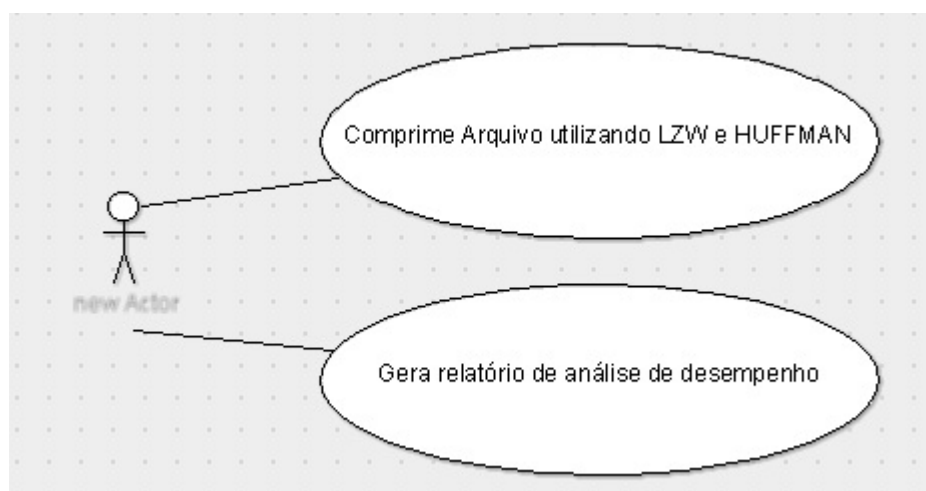 Comprime Arquivo utilizando LZW e HUFFMAN
new Actor
Gera relatório de análise de desempenho